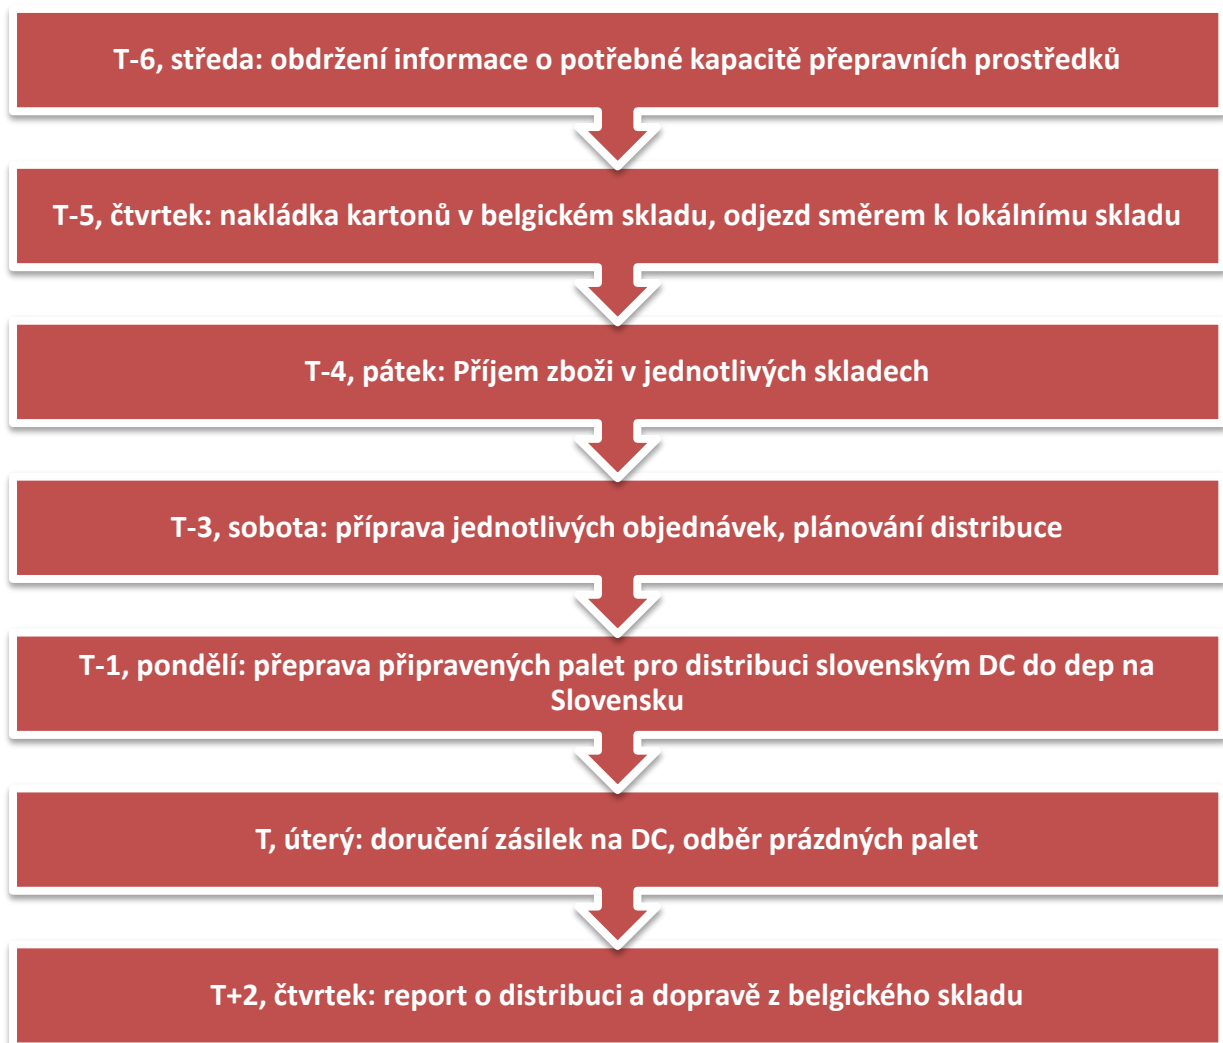 T-6, středa: obdržení informace o potřebné kapacitě přepravních prostředků
T-5, čtvrtek: nakládka kartonů v belgickém skladu, odjezd směrem k lokálnímu skladu
T-4, pátek: Příjem zboži v jednotlivých skladech
T-3, sobota: příprava jednotlivých objednávek, plánování distribuce
T-1, pondělí: přeprava připravených palet pro distribuci slovenským DC do dep na
Slovensku
T, úterý: doručení zásilek na DC, odběr prázdných palet
T+2, čtvrtek: report o distribuci a dopravě z belgického skladu